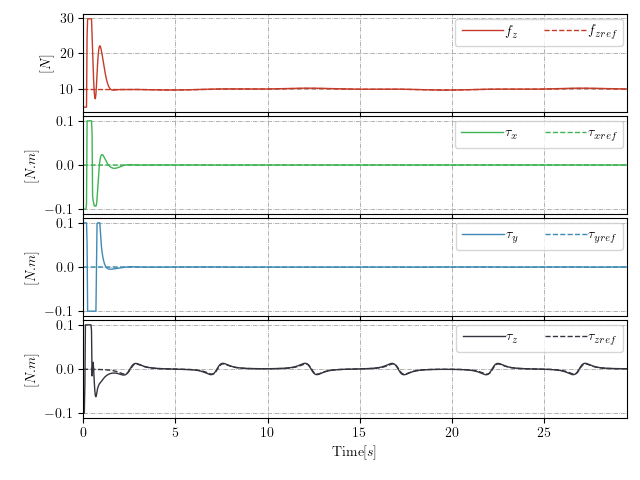 30
20
10
[N]
f_z f_zref
0.1
0.0
−0.1
[N.m]
τ_x τ_xref
0.1
0.0
−0.1
[N.m]
τ_y τ_yref
0.1
0.0
−0.1
[N.m]
τ_z τ_zref
0 5 10 15 20 25
Time[s]